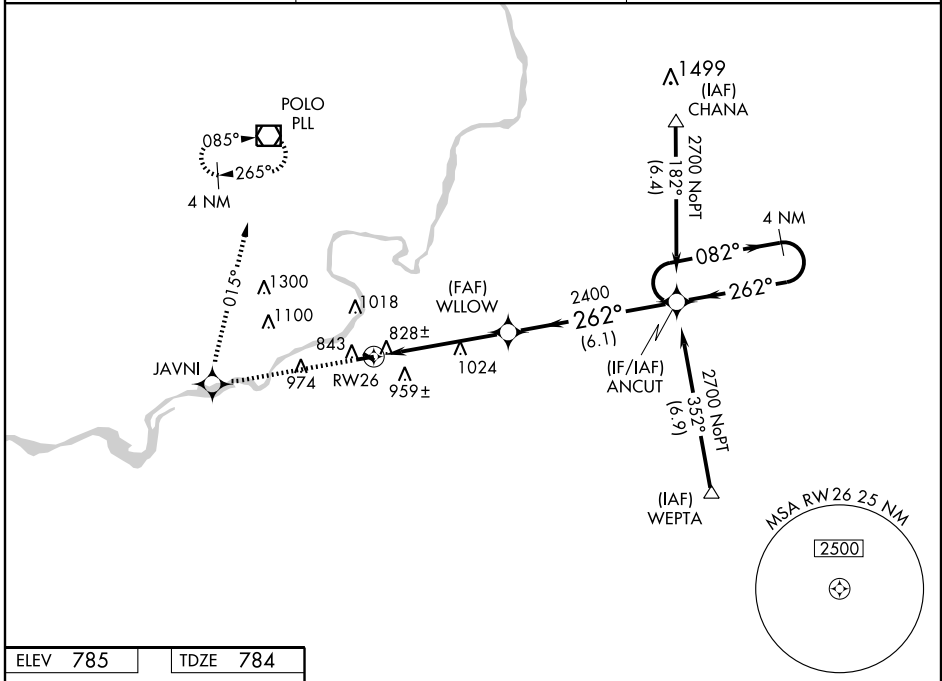 1499
(IAF)
CHANA
POLO
PLL
085°
265°
4 NM
2700 NoPT
182°
(6.4)
4 NM
082°
262°
015°
1300
1100
1018
(FAF)
WLLOW
2400
262°
(6.1)
(IF/IAF)
ANCUT
843
828±
JAVNI
974
RW26
959±
1024
2700 NoPT
352°
(6.9)
(IAF)
WEPTA
MSA RW 26 25 NM
2500
ELEV 785
TDZE 784